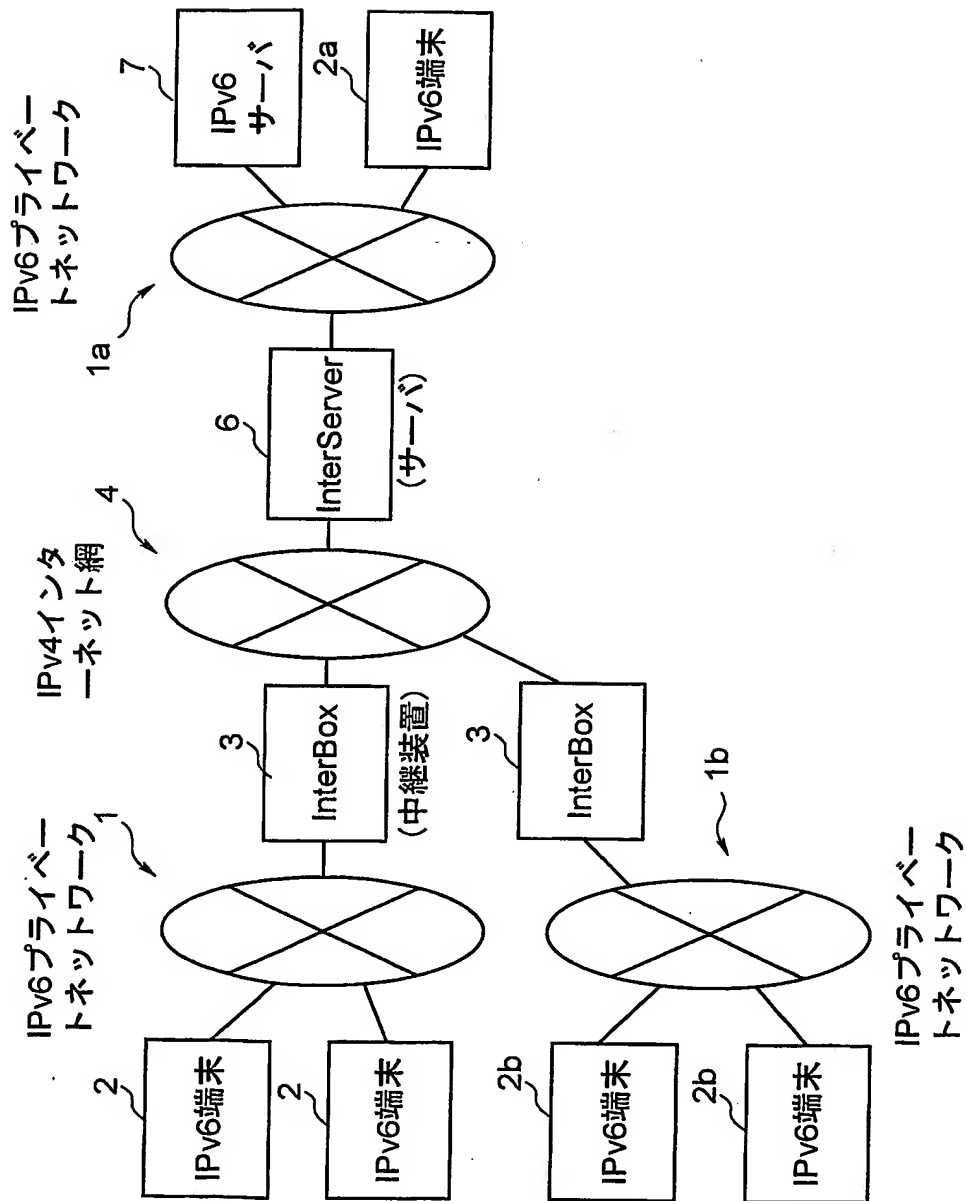 IPv6プライベー
トネットワーク
1
2
IPv6端末
2
IPv6端末
3
InterBox
(中継装置)
IPv4インタ
ーネット網
4
6
InterServer
(サーバ)
IPv6プライベー
トネットワーク
1a
7
IPv6
サーバ
2a
IPv6端末
3
InterBox
1b
IPv6プライベー
トネットワーク
2b
IPv6端末
2b
IPv6端末